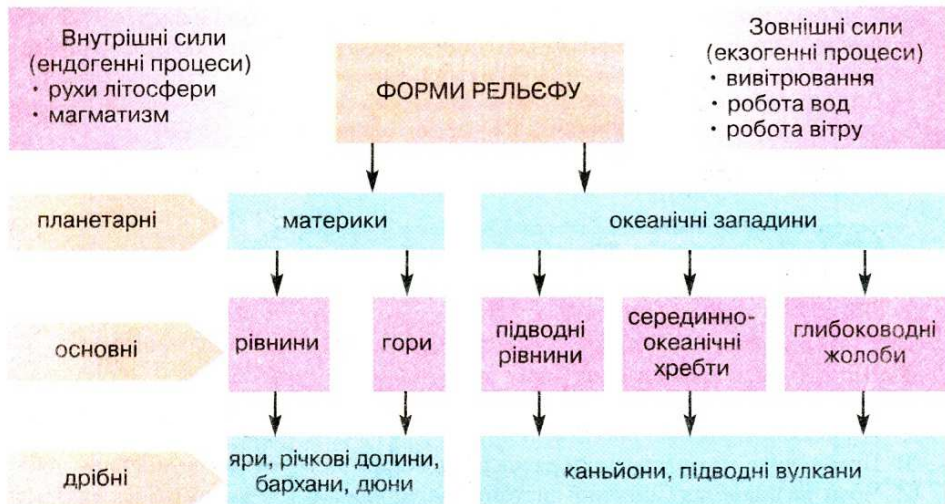 Внутрішні сили
(ендогенні процеси)
• рухи літосфери
• магматизм
ФОРМИ РЕЛЬЄФУ
Зовнішні сили
(екзогенні процеси)
• вивітрювання
• робота вод
• робота вітру
планетарні
материки
океанічні западини
основні
рівнини
гори
підводні
рівнини
серединно-
океанічні
хребти
глибоководні
жолоби
дрібні
яри, річкові долини,
бархани, дюни
каньйони, підводні вулкани